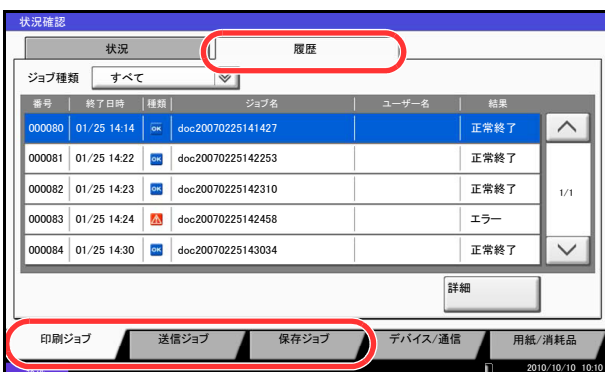 状況確認
状況 履歴
ジョブ種類 すべて
番号 終了日時 種類 ジョブ名 ユーザー名 結果
000080 01/25 14:14 OK doc20070225141427 正常終了
000081 01/25 14:22 OK doc20070225142253 正常終了
000082 01/25 14:23 OK doc20070225142310 正常終了 1/1
000083 01/25 14:24 doc20070225142458 エラー
000084 01/25 14:30 OK doc20070225143034 正常終了
詳細
印刷ジョブ 送信ジョブ 保存ジョブ デバイス/通信 用紙/消耗品
2010/10/10 10:10